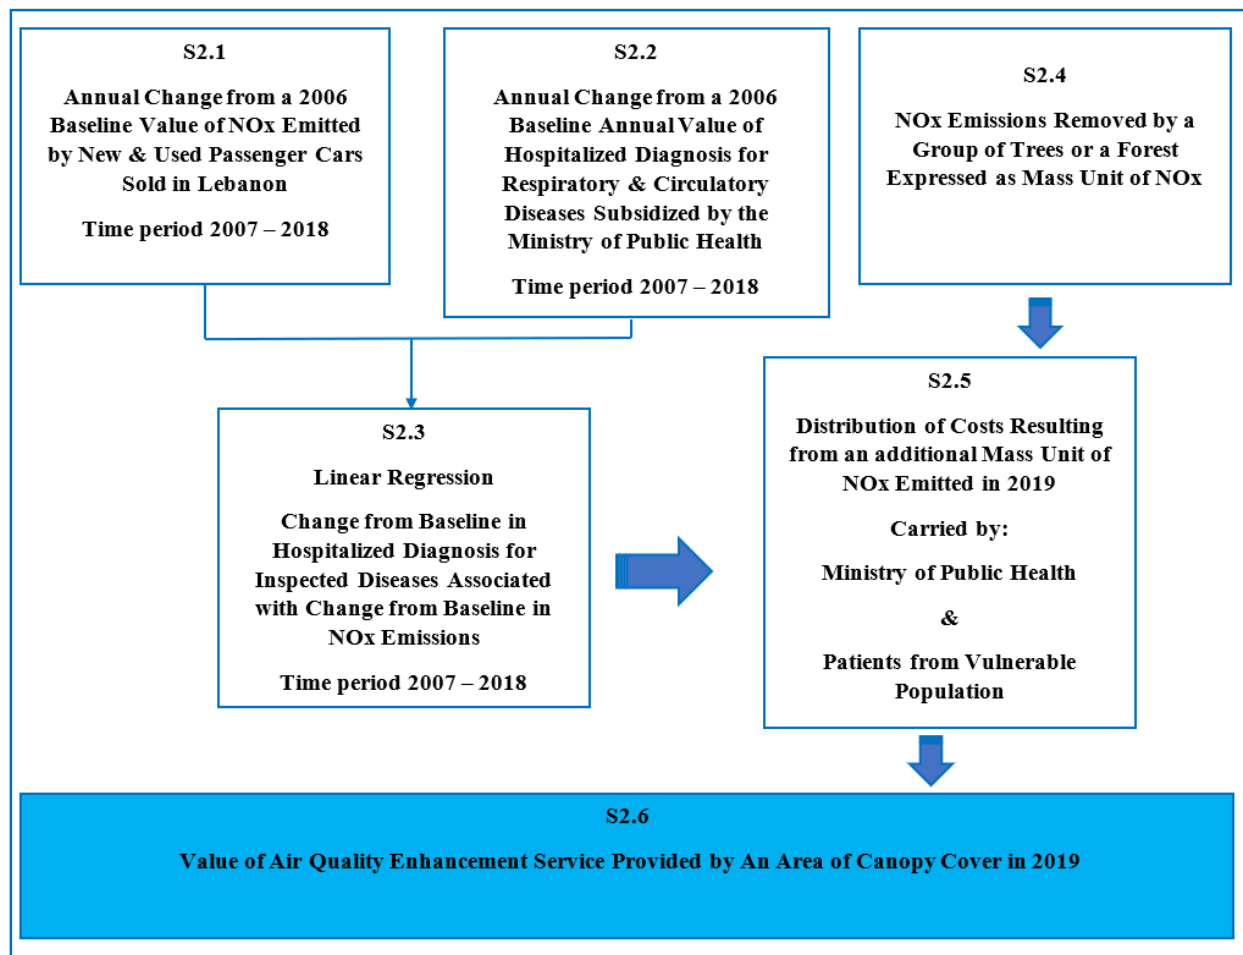 S2.1
Annual Change from a 2006
Baseline Value of NOx Emitted
by New & Used Passenger Cars
Sold in Lebanon
Time period 2007 – 2018
S2.2
Annual Change from a 2006
Baseline Annual Value of
Hospitalized Diagnosis for
Respiratory & Circulatory
Diseases Subsidized by the
Ministry of Public Health
Time period 2007 – 2018
S2.4
NOx Emissions Removed by a
Group of Trees or a Forest
Expressed as Mass Unit of NOx
S2.3
Linear Regression
Change from Baseline in
Hospitalized Diagnosis for
Inspected Diseases Associated
with Change from Baseline in
NOx Emissions
Time period 2007 – 2018
S2.5
Distribution of Costs Resulting
from an additional Mass Unit of
NOx Emitted in 2019
Carried by:
Ministry of Public Health
&
Patients from Vulnerable
Population
S2.6
Value of Air Quality Enhancement Service Provided by An Area of Canopy Cover in 2019